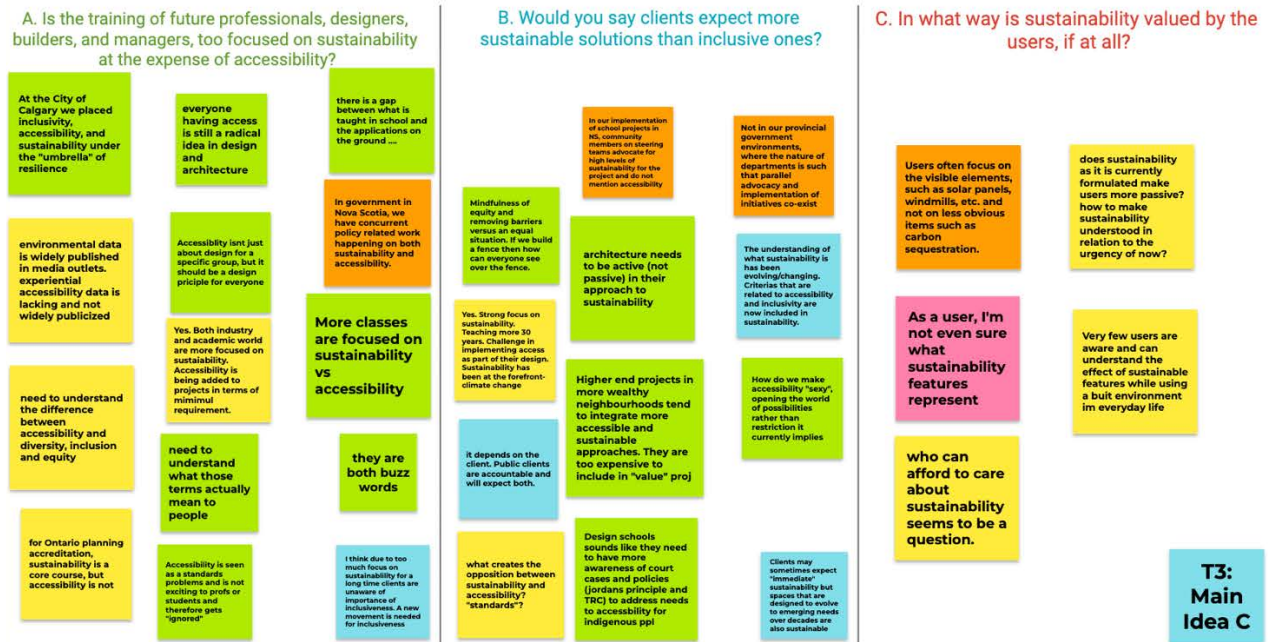 A. Is the training of future professionals, designers,
builders, and managers, too focused on sustainability
at the expense of accessibility?
At the City of
Calgary we placed
inclusivity,
accessibility, and
sustainability under
the "umbrella" of
resilience
everyone
having access
is still a radical
idea in design
and
architecture
there is a gap
between what is
taught in school and
the applications on
the ground ....
In government in
Nova Scotia, we
have concurrent
policy related work
happening on both
sustainability and
accessibility.
environmental data
is widely published
in media outlets.
experiential
accessibility data is
lacking and not
widely publicized
Accessiblity isnt just
about design for a
specific group, but it
should be a design
priciple for everyone
Yes. Both industry
and academic world
are more focused on
sustaiability.
Accessibility is
being added to
projects in terms of
mimimul
requirement.
More classes
are focused on
sustainability
vs
accessibility
need to understand
the difference
between
accessibility and
diversity, inclusion
and equity
need to
understand
what those
terms actually
mean to
people
they are
both buzz
words
for Ontario planning
accreditation,
sustainability is a
core course, but
accessibility is not
Accessibility is seen
as a standards
problems and is not
exciting to profs or
students and
therefore gets
"ignored"
I think due to too
much focus on
sustainablility for a
long time clients are
unaware of
importance of
inclusiveness. A new
movement is needed
for inclusiveness
B. Would you say clients expect more
sustainable solutions than inclusive ones?
In our implementation
of school projects in
NS, community
members on steering
teams advocate for
high levels of
sustainability for the
project and do not
mention accessibility
Not in our provincial
government
environments,
where the nature of
departments is such
that parallel
advocacy and
implementation of
initiatives co-exist
Mindfulness of
equity and
removing barriers
versus an equal
situation. If we build
a fence then how
can everyone see
over the fence.
architecture needs
to be active (not
passive) in their
approach to
sustainability
The understanding of
what sustainability is
has been
evolving/changing.
Criterias that are
related to accessibility
and inclusivity are
now included in
sustainability.
Yes. Strong focus on
sustainability.
Teaching more 30
years. Challenge in
implementing access
as part of their design.
Sustainability has
been at the forefront-
climate change
Higher end projects in
more wealthy
neighbourhoods tend
to integrate more
accessible and
sustainable
approaches. They are
too expensive to
include in "value" proj
How do we make
accessibility "sexy",
opening the world
of possibilities
rather than
restriction it
currently implies
it depends on the
client. Public clients
are accountable and
will expect both.
what creates the
opposition between
sustainability and
accessibility?
"standards"?
Design schools
sounds like they need
to have more
awareness of court
cases and policies
(jordans principle and
TRC) to address needs
to accessbility for
indigenous ppl
Clients may
sometimes expect
"immediate"
sustainability but
spaces that are
designed to evolve to
emerging needs
over decades are
also sustainable
C. In what way is sustainability valued by the
users, if at all?
Users often focus on
the visible elements,
such as solar panels,
windmills, etc. and
not on less obvious
items such as
carbon
sequestration.
does sustainability
as it is currently
formulated make
users more passive?
how to make
sustainability
understood in
relation to the
urgency of now?
As a user, I'm
not even sure
what
sustainability
features
represent
Very few users are
aware and can
understand the
effect of sustainable
features while using
a buit environment
im everyday life
who can
afford to care
about
sustainability
seems to be a
question.
T3:
Main
Idea C